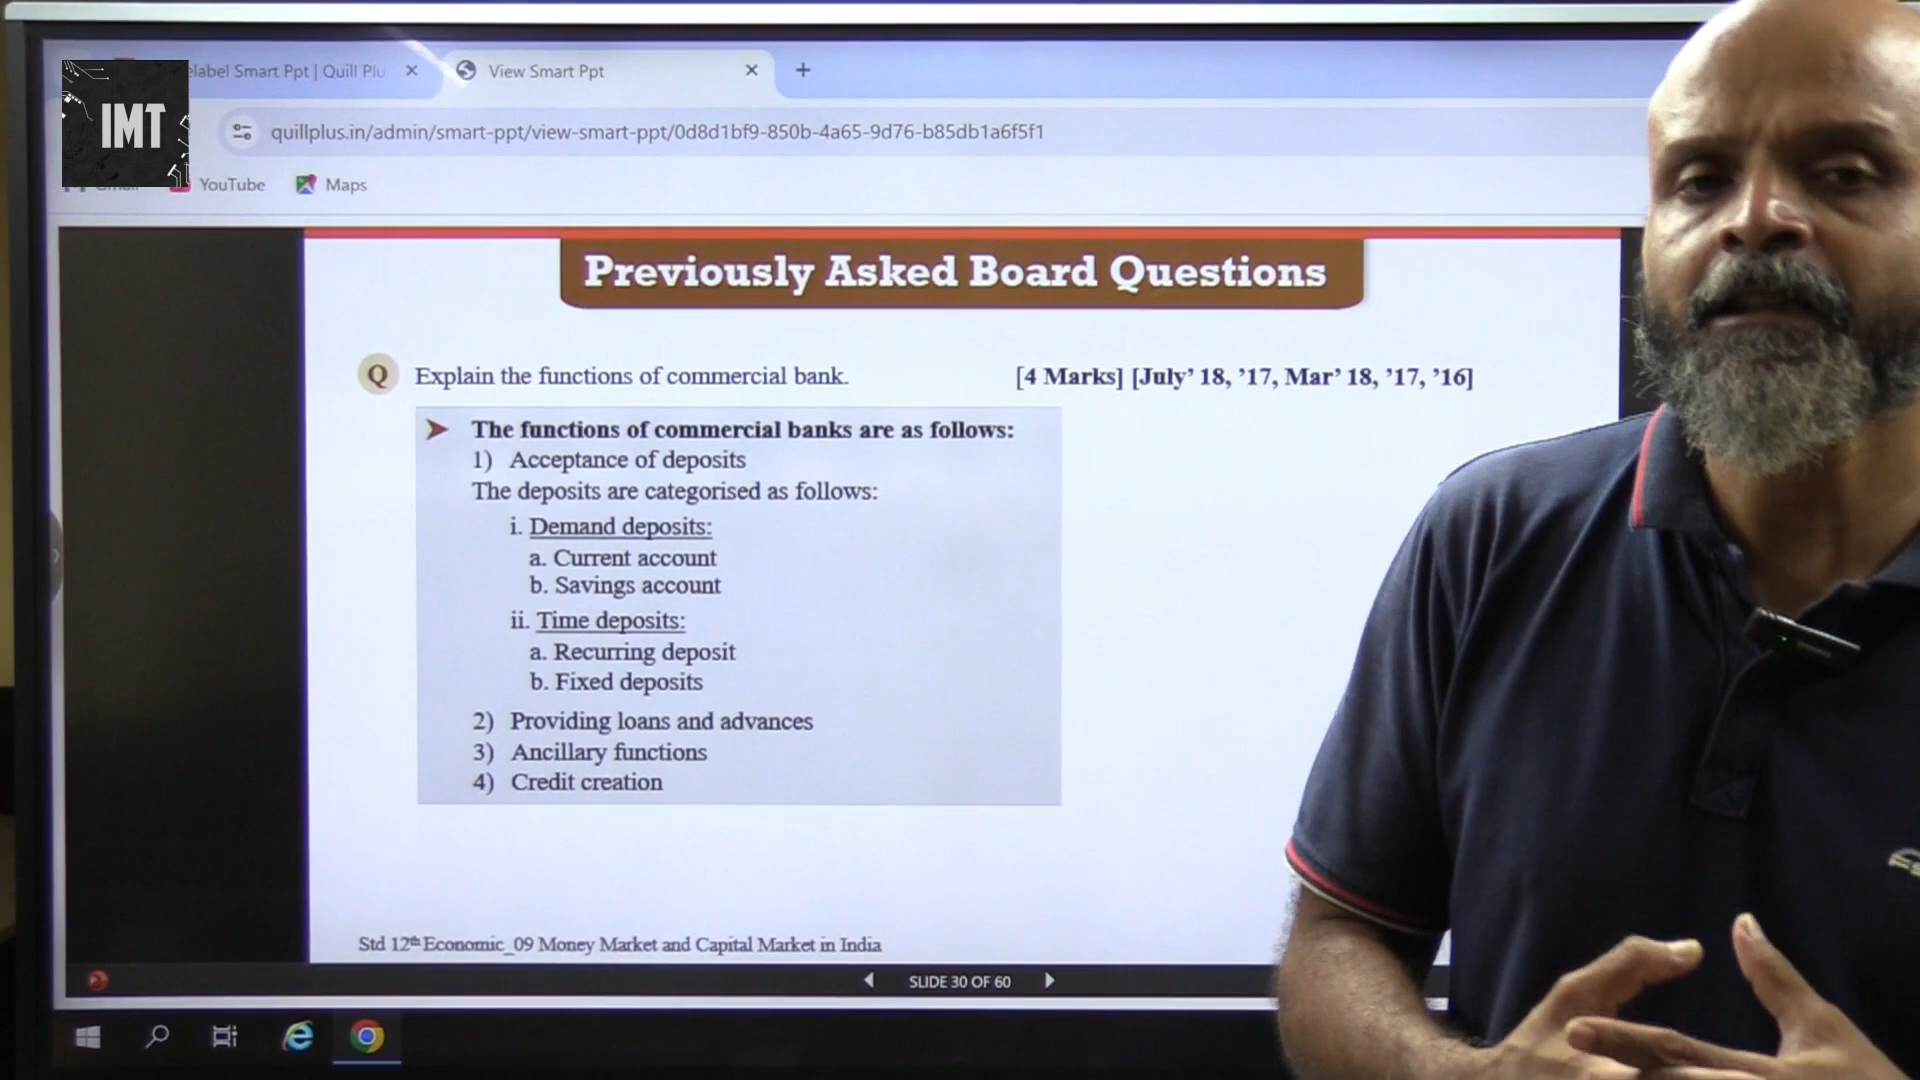 elabel Smart Ppt | Quill Plu
View Smart Ppt
IMT
quillplus.in/admin/smart-ppt/view-smart-ppt/0d8d1bf9-850b-4a65-9d76-b85db1a6f5f1
Gmail YouTube Maps
Previously Asked Board Questions
Q Explain the functions of commercial bank. [4 Marks] [July’ 18, ’17, Mar’ 18, ’17, ’16]
➤ The functions of commercial banks are as follows:
1) Acceptance of deposits
The deposits are categorised as follows:
i. Demand deposits:
a. Current account
b. Savings account
ii. Time deposits:
a. Recurring deposit
b. Fixed deposits
2) Providing loans and advances
3) Ancillary functions
4) Credit creation
Std 12th Economic_09 Money Market and Capital Market in India
SLIDE 30 OF 60